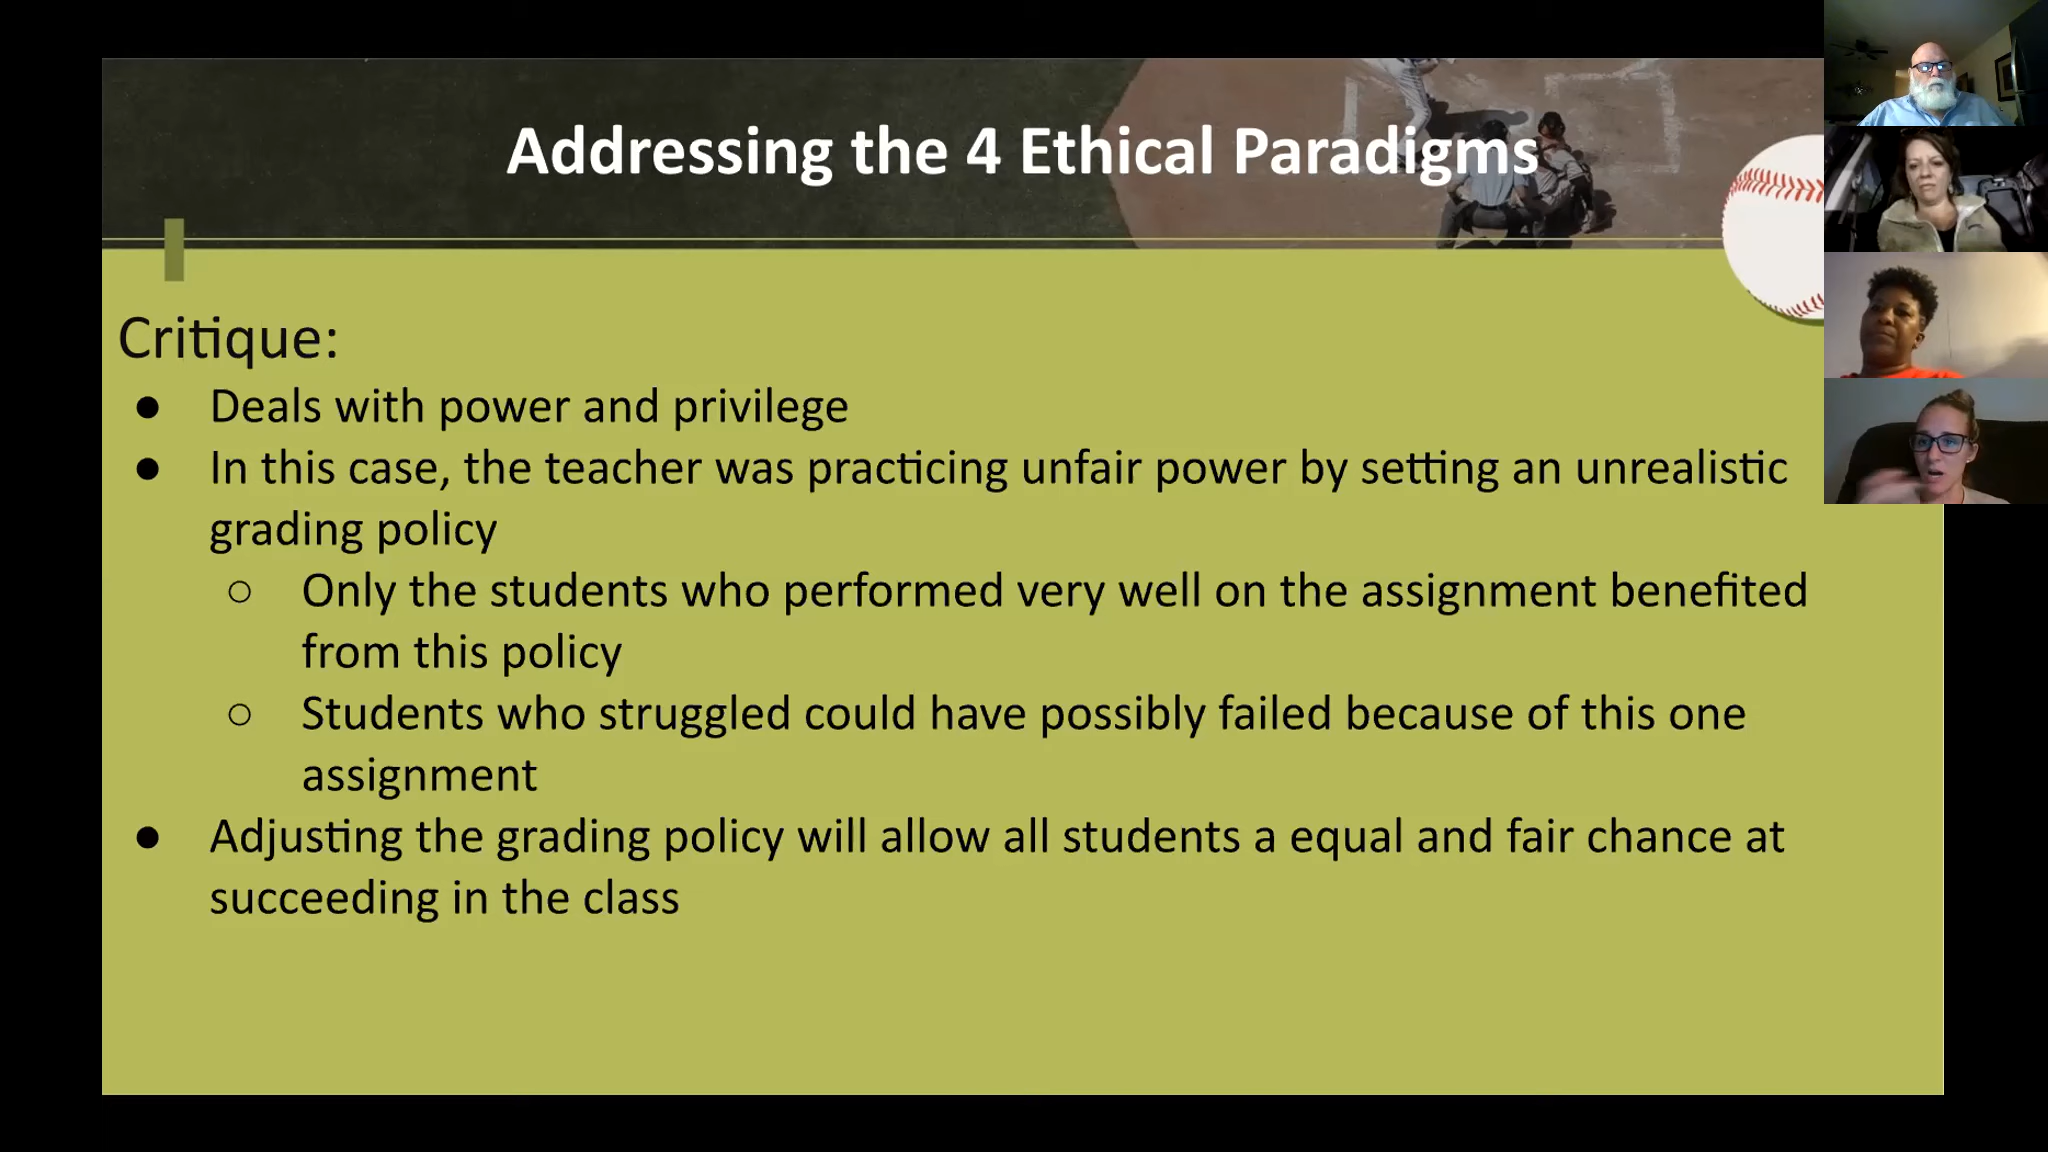 Addressing the 4 Ethical Paradigms
Critique:
● Deals with power and privilege
● In this case, the teacher was practicing unfair power by setting an unrealistic
grading policy
○ Only the students who performed very well on the assignment benefited
from this policy
○ Students who struggled could have possibly failed because of this one
assignment
● Adjusting the grading policy will allow all students a equal and fair chance at
succeeding in the class